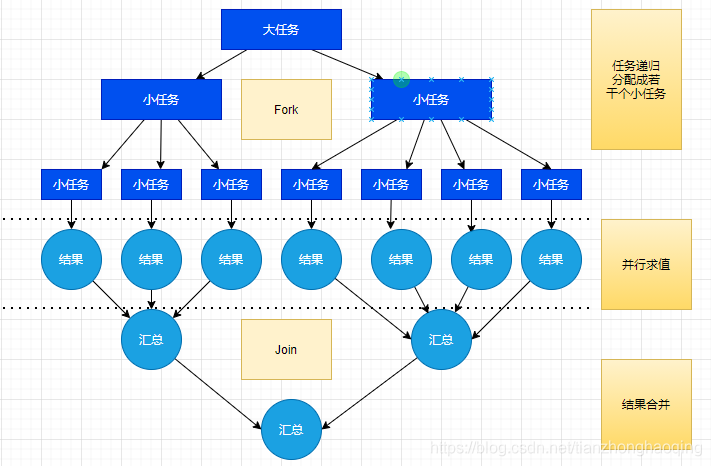 大任务
任务递归
分配成若
干个小任务
小任务
Fork
小任务
小任务
小任务
小任务
小任务
小任务
小任务
小任务
结果
结果
结果
结果
结果
结果
结果
并行求值
汇总
Join
汇总
结果合并
汇总
https://blog.csdn.net/tianzhonghaoqing